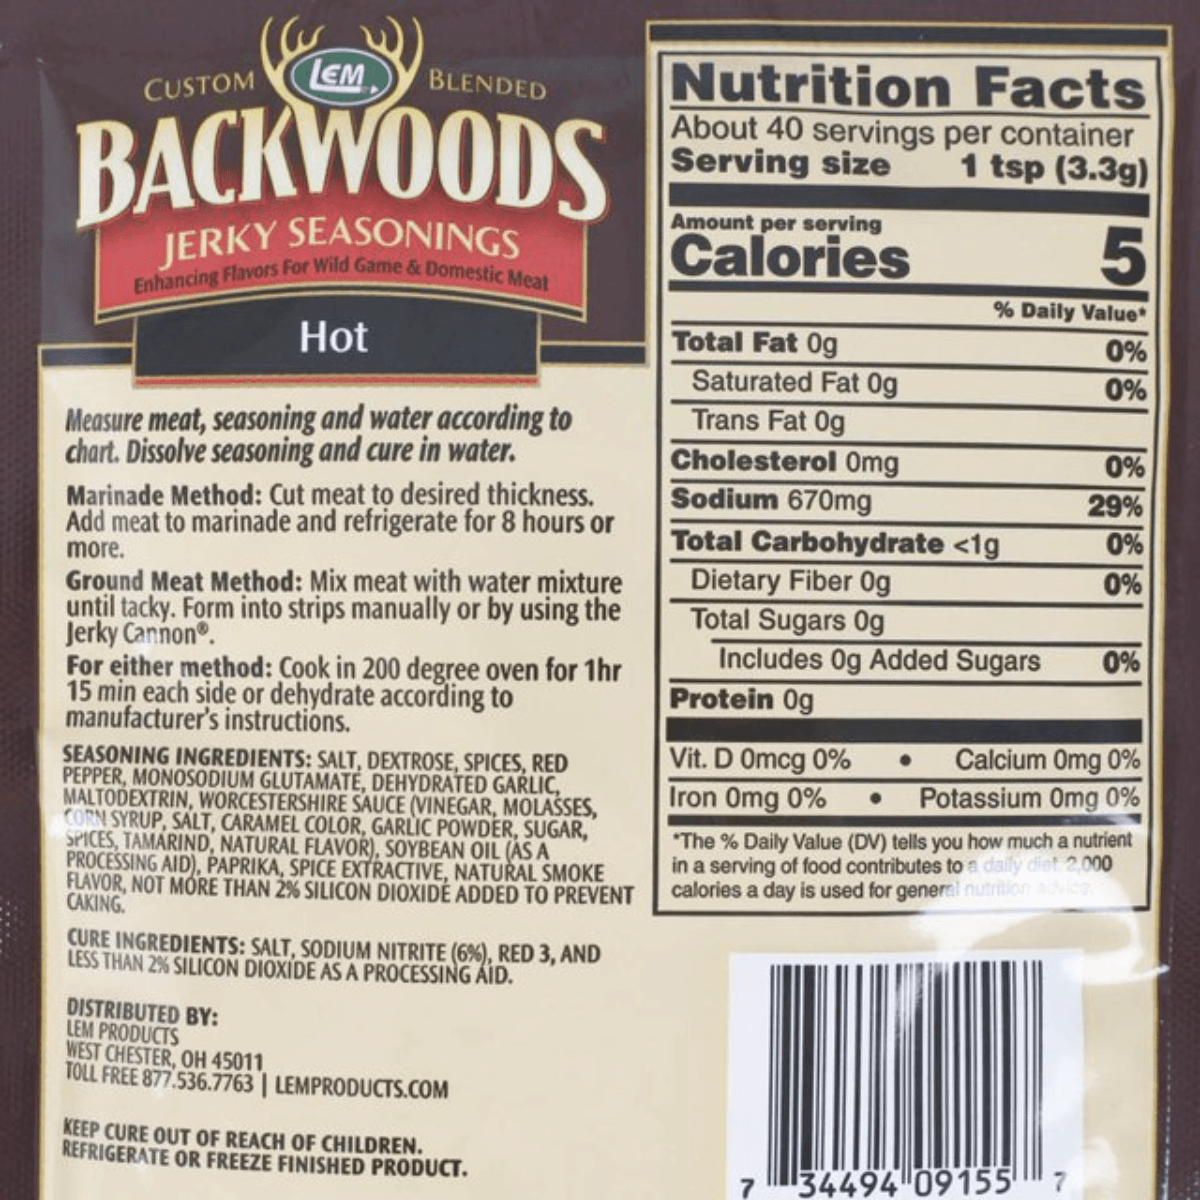 CUSTOM LEM BLENDED
BACKWOODS
JERKY SEASONINGS
Enhancing Flavors For Wild Game & Domestic Meat
Hot
Measure meat, seasoning and water according to
chart. Dissolve seasoning and cure in water.
Marinade Method: Cut meat to desired thickness.
Add meat to marinade and refrigerate for 8 hours or
more.
Ground Meat Method: Mix meat with water mixture
until tacky. Form into strips manually or by using the
Jerky Cannon®.
For either method: Cook in 200 degree oven for 1hr
15 min each side or dehydrate according to
manufacturer's instructions.
SEASONING INGREDIENTS: SALT, DEXTROSE, SPICES, RED
PEPPER, MONOSODIUM GLUTAMATE, DEHYDRATED GARLIC,
MALTODEXTRIN, WORCESTERSHIRE SAUCE (VINEGAR, MOLASSES,
CORN SYRUP, SALT, CARAMEL COLOR, GARLIC POWDER, SUGAR,
SPICES, TAMARIND, NATURAL FLAVOR), SOYBEAN OIL (AS A
PROCESSING AID), PAPRIKA, SPICE EXTRACTIVE, NATURAL SMOKE
FLAVOR, NOT MORE THAN 2% SILICON DIOXIDE ADDED TO PREVENT
CAKING.
CURE INGREDIENTS: SALT, SODIUM NITRITE (6%), RED 3, AND
LESS THAN 2% SILICON DIOXIDE AS A PROCESSING AID.
DISTRIBUTED BY:
LEM PRODUCTS
WEST CHESTER, OH 45011
TOLL FREE 877.536.7763 | LEMPRODUCTS.COM
KEEP CURE OUT OF REACH OF CHILDREN.
REFRIGERATE OR FREEZE FINISHED PRODUCT.
Nutrition Facts
About 40 servings per container
Serving size 1 tsp (3.3g)
Amount per serving
Calories 5
% Daily Value*
Total Fat 0g 0%
Saturated Fat 0g 0%
Trans Fat 0g
Cholesterol 0mg 0%
Sodium 670mg 29%
Total Carbohydrate <1g 0%
Dietary Fiber 0g 0%
Total Sugars 0g
Includes 0g Added Sugars 0%
Protein 0g
Vit. D 0mcg 0% • Calcium 0mg 0%
Iron 0mg 0% • Potassium 0mg 0%
*The % Daily Value (DV) tells you how much a nutrient
in a serving of food contributes to a daily diet. 2,000
calories a day is used for general nutrition advice.
7 34494 09155 7